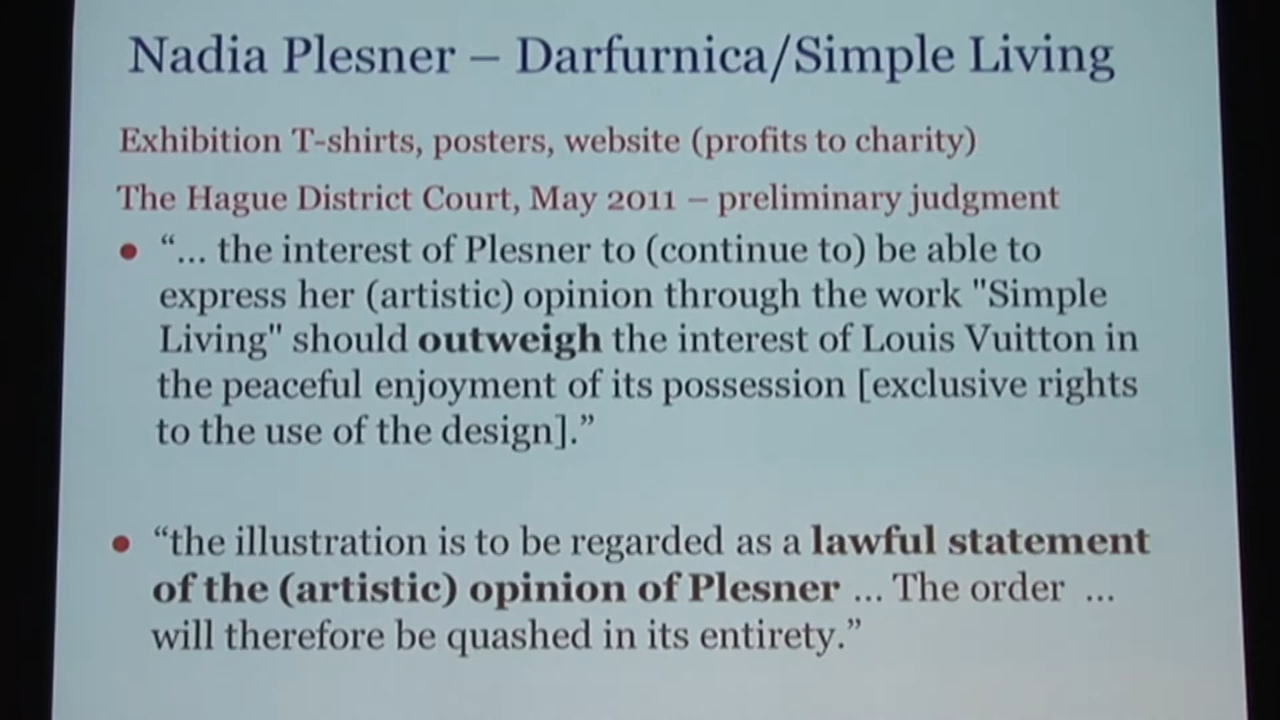 Nadia Plesner – Darfurnica/Simple Living
Exhibition T-shirts, posters, website (profits to charity)
The Hague District Court, May 2011 – preliminary judgment
• “... the interest of Plesner to (continue to) be able to
express her (artistic) opinion through the work "Simple
Living" should outweigh the interest of Louis Vuitton in
the peaceful enjoyment of its possession [exclusive rights
to the use of the design].”
• “the illustration is to be regarded as a lawful statement
of the (artistic) opinion of Plesner ... The order ...
will therefore be quashed in its entirety.”